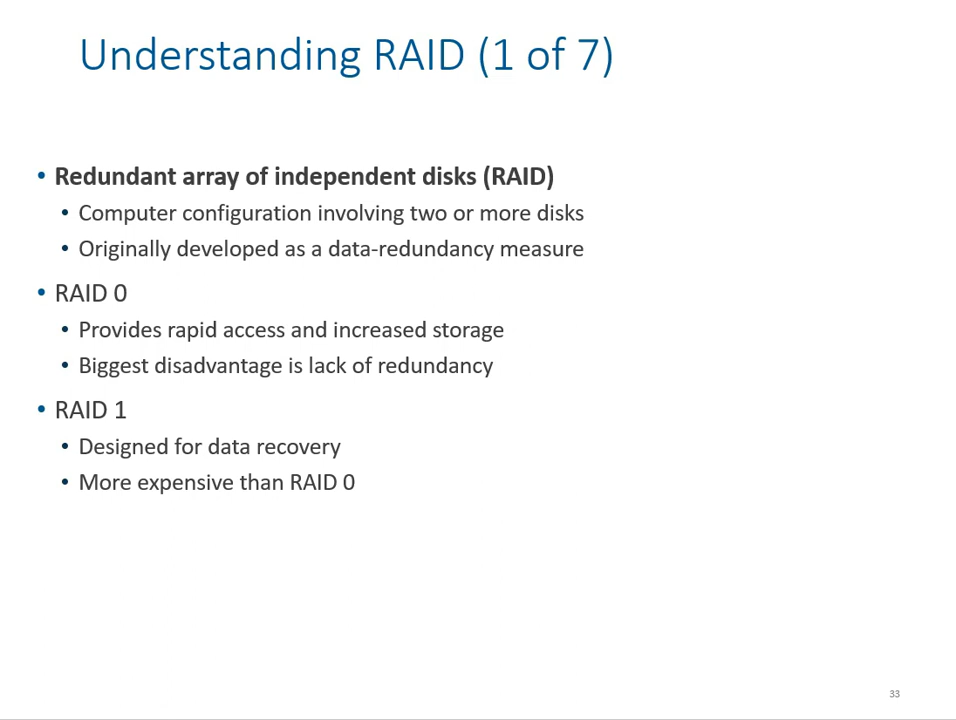 Understanding RAID (1 of 7)
• Redundant array of independent disks (RAID)
• Computer configuration involving two or more disks
• Originally developed as a data-redundancy measure
• RAID 0
• Provides rapid access and increased storage
• Biggest disadvantage is lack of redundancy
• RAID 1
• Designed for data recovery
• More expensive than RAID 0
33